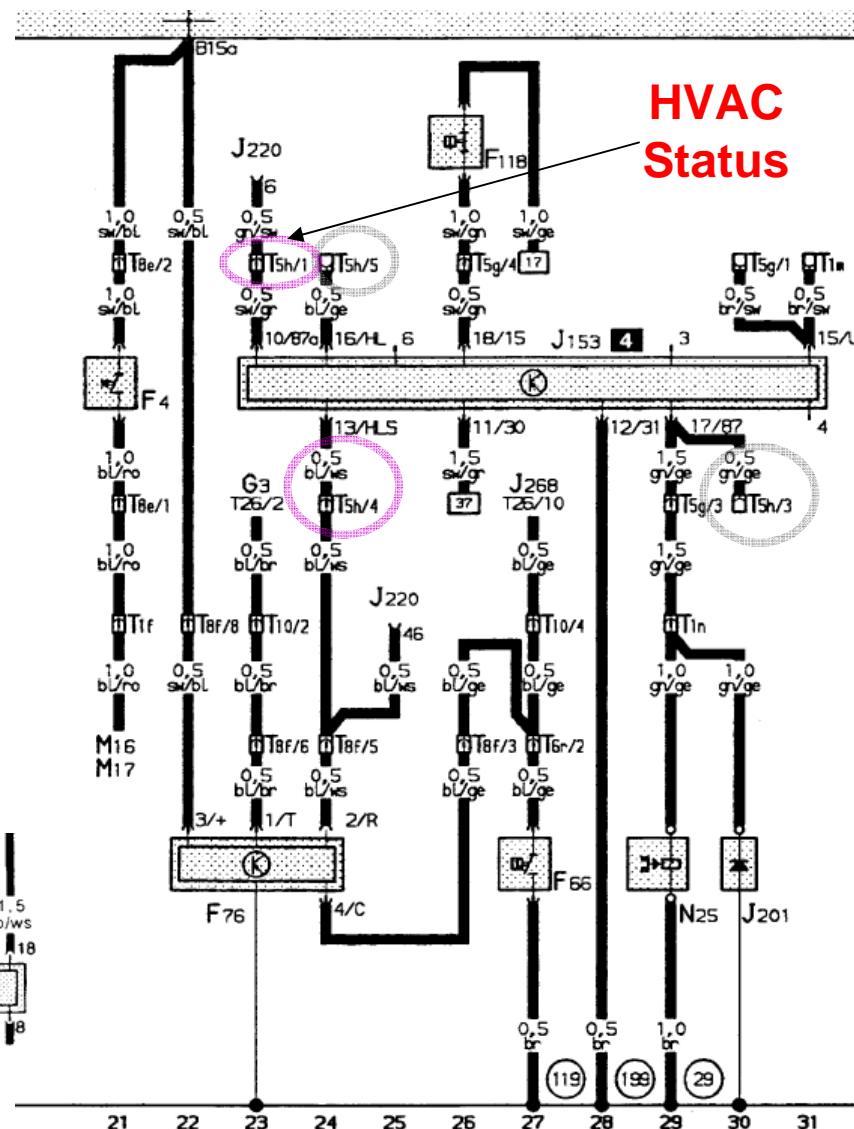 B15a
HVAC
Status
J220
6
F118
1,0
sw/bl
0,5
sw/bl
0,5
gn/sw
1,0
sw/gn
1,0
sw/ge
T8e/2
T5h/1
T5h/5
T5g/4
17
T5g/1
1,0
sw/bl
0,5
sw/gr
0,5
bl/ge
0,5
sw/gn
0,5
br/sw
0,5
br/sw
10/87a
16/HL
6
18/15
J153
4
3
F4
13/HLS
11/30
12/31
17/87
4
1,0
bl/ro
0,5
bl/ws
1,5
sw/gr
1,5
gn/ge
0,5
gn/ge
G3
T26/2
J268
T26/10
T8e/1
T5h/4
37
T5g/3
T5h/3
1,0
bl/ro
0,5
bl/br
0,5
bl/ws
0,5
bl/ge
1,5
gn/ge
J220
46
T1f
T8f/8
T10/2
T10/4
T1n
1,0
bl/ro
0,5
sw/bl
0,5
bl/br
0,5
bl/ws
0,5
bl/ge
0,5
bl/ge
1,0
gn/ge
1,0
gn/ge
M16
M17
T8f/6
T8f/5
T8f/3
T6r/2
0,5
bl/br
0,5
bl/ws
0,5
bl/ge
0,5
bl/ge
3/+
1/T
2/R
F76
4/C
F66
N25
J201
18
8
0,5
br
0,5
br
1,0
br
119
199
29
21 22 23 24 25 26 27 28 29 30 31